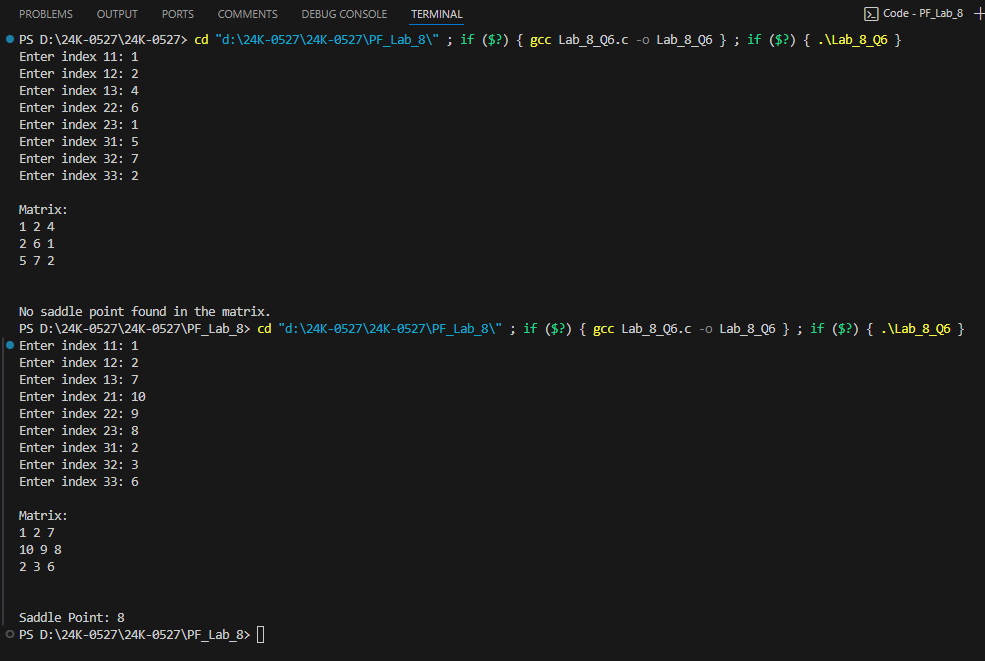 PROBLEMS OUTPUT PORTS COMMENTS DEBUG CONSOLE TERMINAL Code - PF_Lab_8
PS D:\24K-0527\24K-0527> cd "d:\24K-0527\24K-0527\PF_Lab_8\" ; if ($?) { gcc Lab_8_Q6.c -o Lab_8_Q6 } ; if ($?) { .\Lab_8_Q6 }
Enter index 11: 1
Enter index 12: 2
Enter index 13: 4
Enter index 22: 6
Enter index 23: 1
Enter index 31: 5
Enter index 32: 7
Enter index 33: 2
Matrix:
1 2 4
2 6 1
5 7 2
No saddle point found in the matrix.
PS D:\24K-0527\24K-0527\PF_Lab_8> cd "d:\24K-0527\24K-0527\PF_Lab_8\" ; if ($?) { gcc Lab_8_Q6.c -o Lab_8_Q6 } ; if ($?) { .\Lab_8_Q6 }
Enter index 11: 1
Enter index 12: 2
Enter index 13: 7
Enter index 21: 10
Enter index 22: 9
Enter index 23: 8
Enter index 31: 2
Enter index 32: 3
Enter index 33: 6
Matrix:
1 2 7
10 9 8
2 3 6
Saddle Point: 8
PS D:\24K-0527\24K-0527\PF_Lab_8>